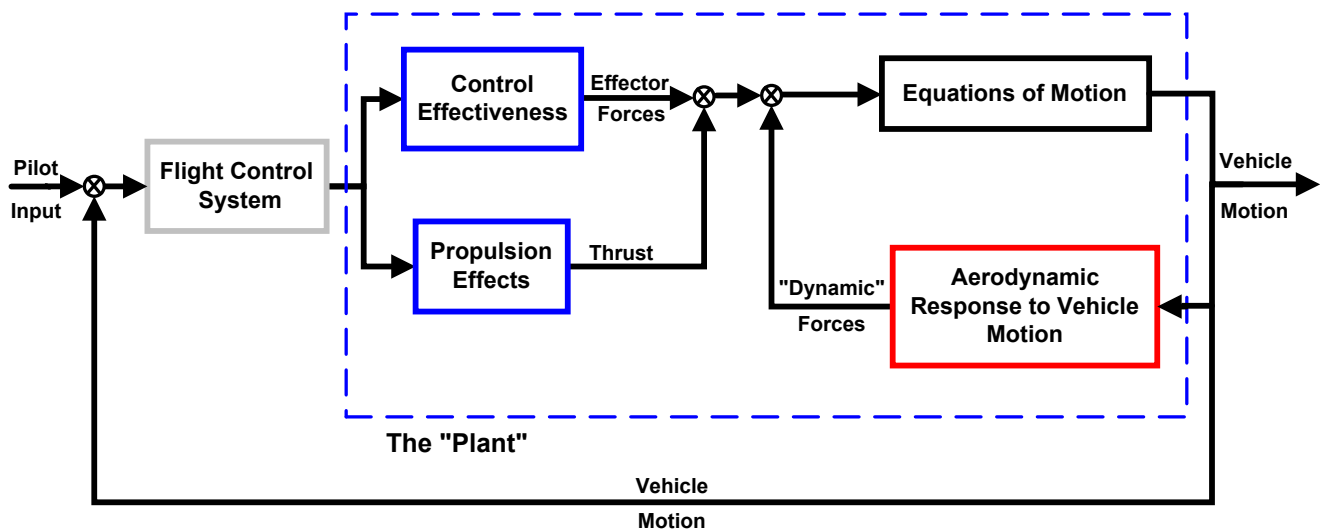 Pilot
Input
Flight Control
System
Control
Effectiveness
Effector
Forces
Propulsion
Effects
Thrust
Equations of Motion
Vehicle
Motion
"Dynamic"
Forces
Aerodynamic
Response to Vehicle
Motion
The "Plant"
Vehicle
Motion